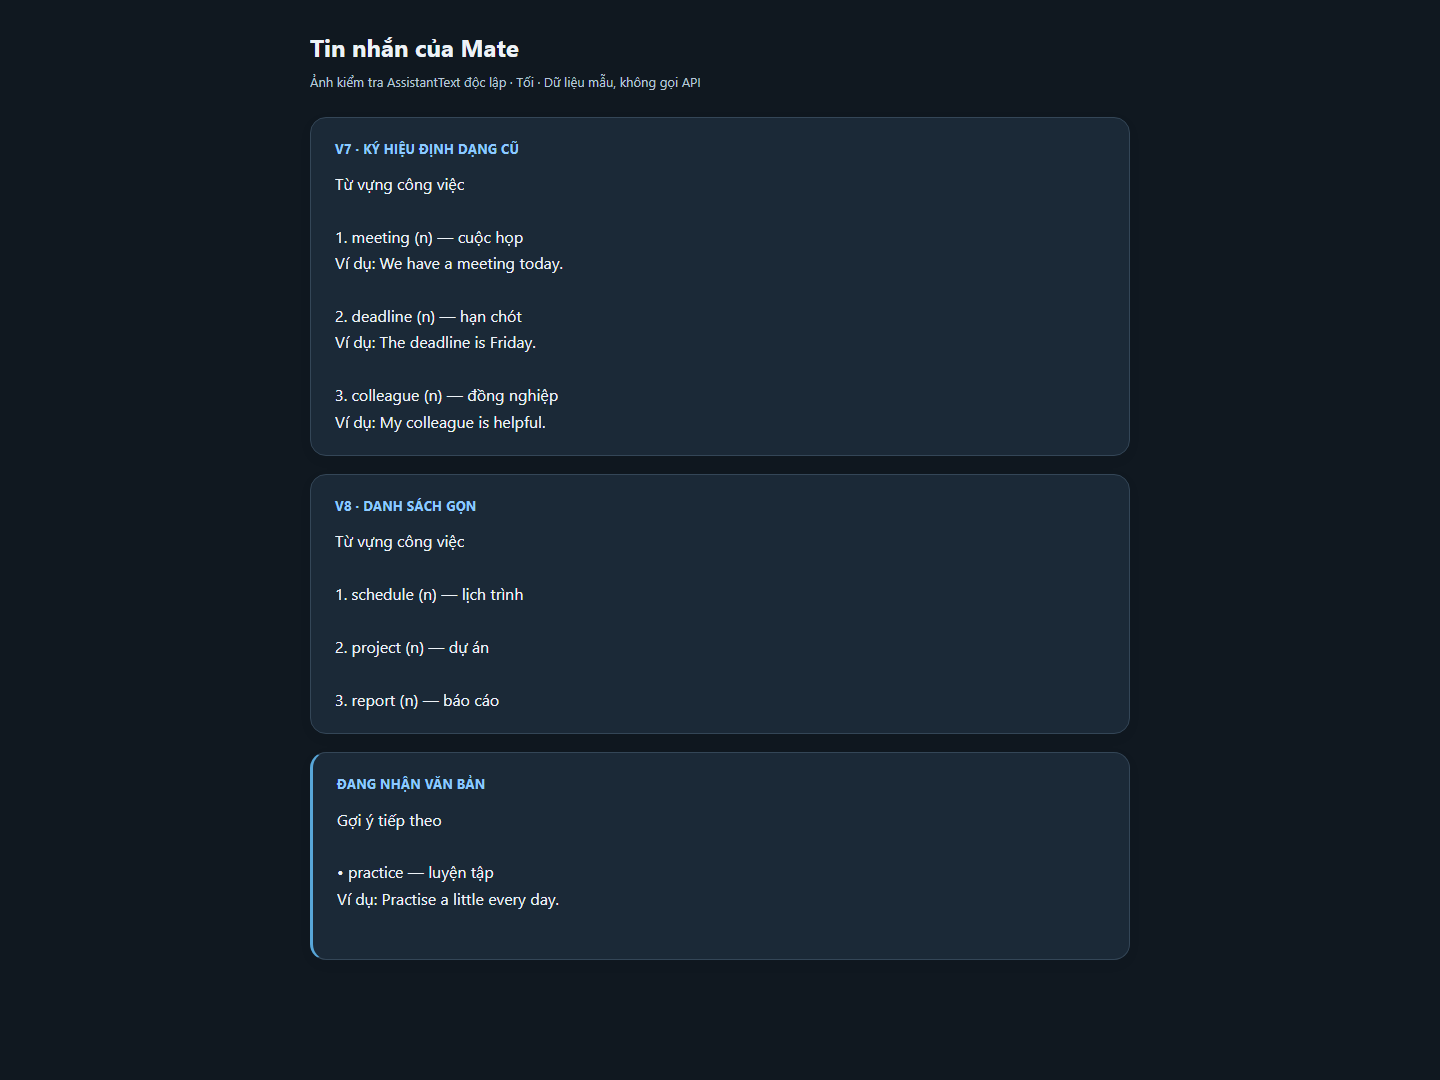 Tin nhắn của Mate
Ảnh kiểm tra AssistantText độc lập · Tối · Dữ liệu mẫu, không gọi API
V7 · KÝ HIỆU ĐỊNH DẠNG CŨ
Từ vựng công việc
1. meeting (n) — cuộc họp
Ví dụ: We have a meeting today.
2. deadline (n) — hạn chót
Ví dụ: The deadline is Friday.
3. colleague (n) — đồng nghiệp
Ví dụ: My colleague is helpful.
V8 · DANH SÁCH GỌN
Từ vựng công việc
1. schedule (n) — lịch trình
2. project (n) — dự án
3. report (n) — báo cáo
ĐANG NHẬN VĂN BẢN
Gợi ý tiếp theo
• practice — luyện tập
Ví dụ: Practise a little every day.